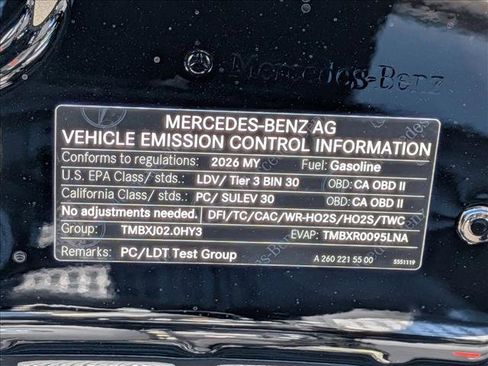 Mercedes-Benz
MERCEDES-BENZ AG
VEHICLE EMISSION CONTROL INFORMATION
Conforms to regulations: 2026 MY Fuel: Gasoline
U.S. EPA Class/ stds.: LDV/ Tier 3 BIN 30 OBD: CA OBD II
California Class/ stds.: PC/ SULEV 30 OBD: CA OBD II
No adjustments needed. DFI/TC/CAC/WR-HO2S/HO2S/TWC
Group: TMBXJ02.0HY3 EVAP: TMBXR0095LNA
Remarks: PC/LDT Test Group A 260 221 55 00 5551119